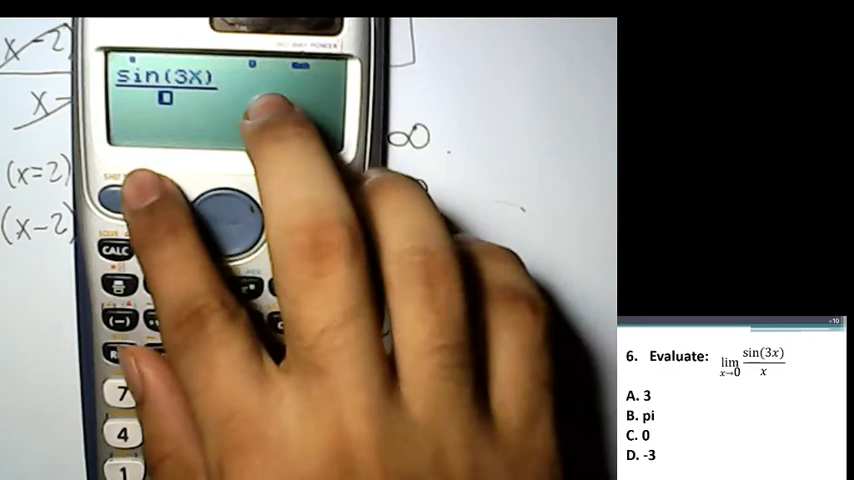 x-2
x-
(x=2)
(x-2)
∞
sin(3X)
SOLVE
CALC
(-)
7
4
1
6. Evaluate: lim x→0 sin(3x)/x
A. 3
B. pi
C. 0
D. -3